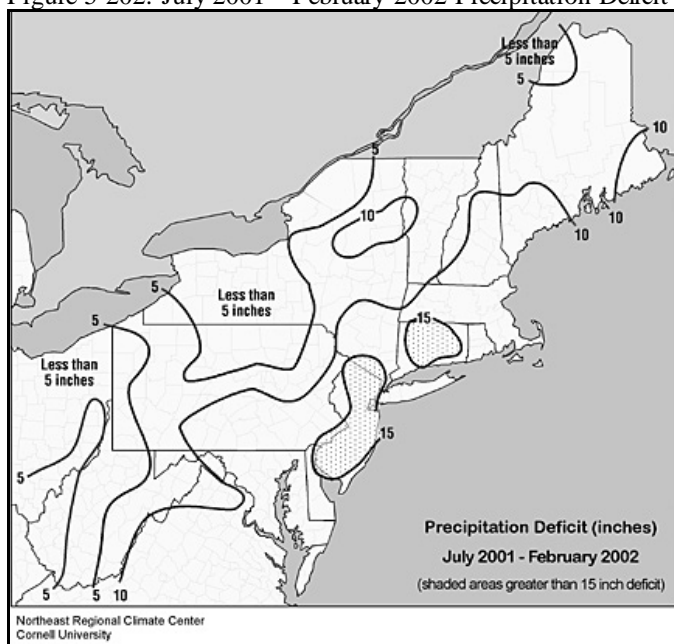 Figure 3-202: July 2001 – February 2002 Precipitation Deficit
Less than
5 inches
5
10
10
5
10
10
5
Less than
5 inches
5
15
Less than
5 inches
15
5
5
5
10
Precipitation Deficit (inches)
July 2001 - February 2002
(shaded areas greater than 15 inch deficit)
Northeast Regional Climate Center
Cornell University